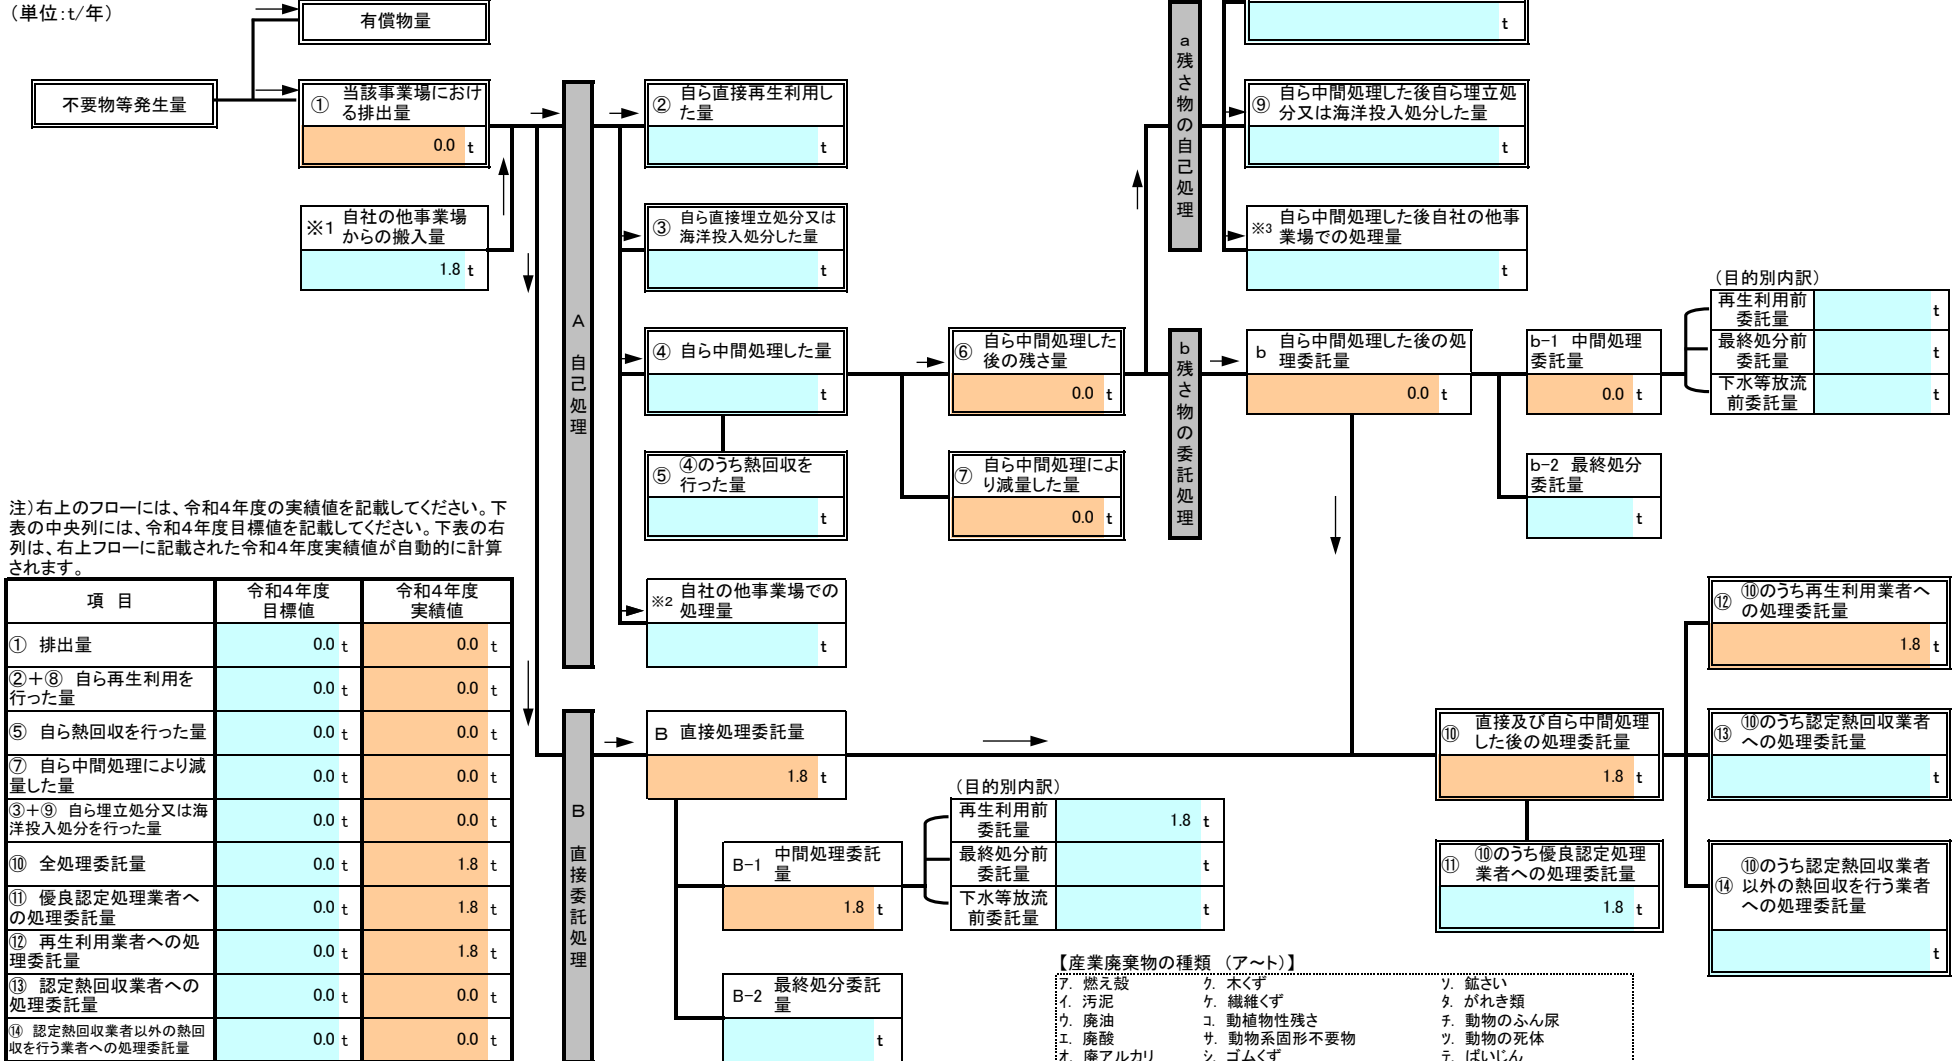 （単位：t/年）
有償物量
不要物等発生量
① 当該事業場におけ
る排出量
0.0 t
※1 自社の他事業場
からの搬入量
1.8 t
A 自己処理
② 自ら直接再生利用し
た量
t
③ 自ら直接埋立処分又は
海洋投入処分した量
t
④ 自ら中間処理した量
t
⑤ ④のうち熱回収を
行った量
t
※2 自社の他事業場での
処理量
⑥ 自ら中間処理した
後の残さ量
0.0 t
⑦ 自ら中間処理によ
り減量した量
0.0 t
a 残さ物の自己処理
t
⑨ 自ら中間処理した後自ら埋立処
分又は海洋投入処分した量
t
※3 自ら中間処理した後自社の他事
業場での処理量
t
b 残さ物の委託処理
b 自ら中間処理した後の処
理委託量
0.0 t
b-1 中間処理
委託量
0.0 t
b-2 最終処分
委託量
t
（目的別内訳）
再生利用前
委託量
t
最終処分前
委託量
t
下水等放流
前委託量
t
注）右上のフローには、令和4年度の実績値を記載してください。下
表の中央列には、令和4年度目標値を記載してください。下表の右
列は、右上フローに記載された令和4年度実績値が自動的に計算
されます。
項 目
令和4年度
目標値
令和4年度
実績値
① 排出量 0.0 t 0.0 t
②＋⑧ 自ら再生利用を
行った量 0.0 t 0.0 t
⑤ 自ら熱回収を行った量 0.0 t 0.0 t
⑦ 自ら中間処理により減
量した量 0.0 t 0.0 t
③＋⑨ 自ら埋立処分又は海
洋投入処分を行った量 0.0 t 0.0 t
⑩ 全処理委託量 0.0 t 1.8 t
⑪ 優良認定処理業者へ
の処理委託量 0.0 t 1.8 t
⑫ 再生利用業者への処
理委託量 0.0 t 1.8 t
⑬ 認定熱回収業者への
処理委託量 0.0 t 0.0 t
⑭ 認定熱回収業者以外の熱回
収を行う業者への処理委託量 0.0 t 0.0 t
B 直接委託処理
B 直接処理委託量
1.8 t
B-1 中間処理委託
量
1.8 t
B-2 最終処分委託
量
t
（目的別内訳）
再生利用前
委託量
1.8 t
最終処分前
委託量
t
下水等放流
前委託量
t
⑩ 直接及び自ら中間処理
した後の処理委託量
1.8 t
⑪ ⑩のうち優良認定処理
業者への処理委託量
1.8 t
⑫ ⑩のうち再生利用業者へ
の処理委託量
1.8 t
⑬ ⑩のうち認定熱回収業者
への処理委託量
t
⑭ ⑩のうち認定熱回収業者
以外の熱回収を行う業者
への処理委託量
t
【産業廃棄物の種類 （ア～ト）】
ア. 燃え殻 ク. 木くず ソ. 鉱さい
イ. 汚泥 ケ. 繊維くず タ. がれき類
ウ. 廃油 コ. 動植物性残さ チ. 動物のふん尿
エ. 廃酸 サ. 動物系固形不要物 ツ. 動物の死体
オ. 廃アルカリ シ. ゴムくず テ. ばいじん